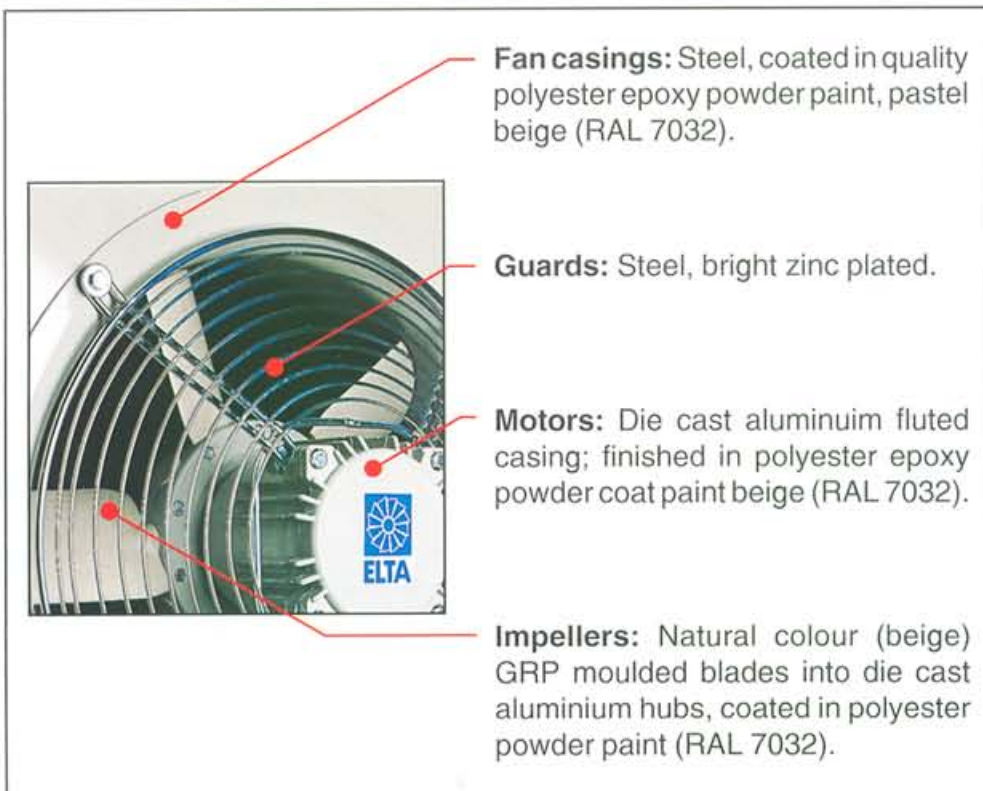 Fan casings: Steel, coated in quality
polyester epoxy powder paint, pastel
beige (RAL 7032).
Guards: Steel, bright zinc plated.
Motors: Die cast aluminuim fluted
casing; finished in polyester epoxy
powder coat paint beige (RAL 7032).
ELTA
Impellers: Natural colour (beige)
GRP moulded blades into die cast
aluminium hubs, coated in polyester
powder paint (RAL 7032).